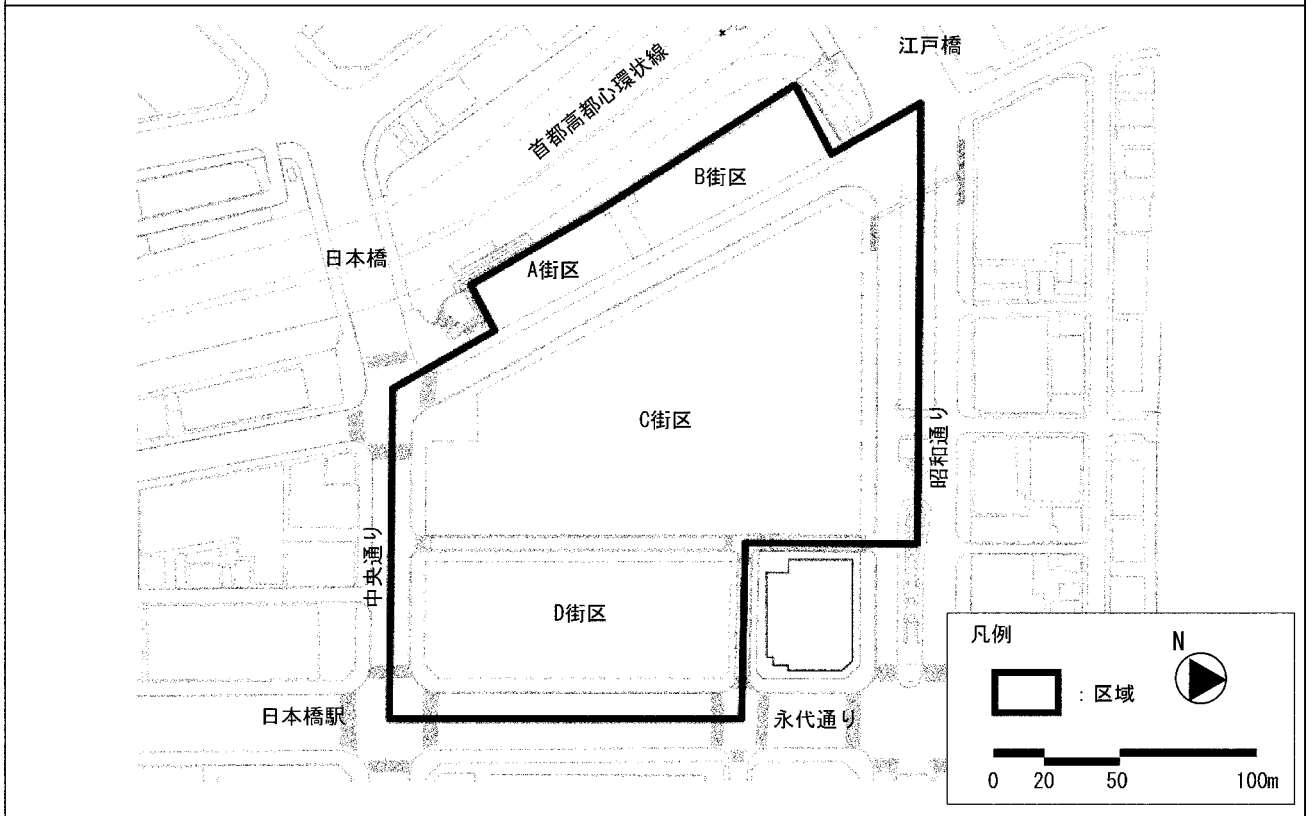 江戸橋
首都高都心環状線
B街区
日本橋
A街区
C街区
昭和通り
中央通り
D街区
日本橋駅
永代通り
凡例
N
：区域
0 20 50 100m